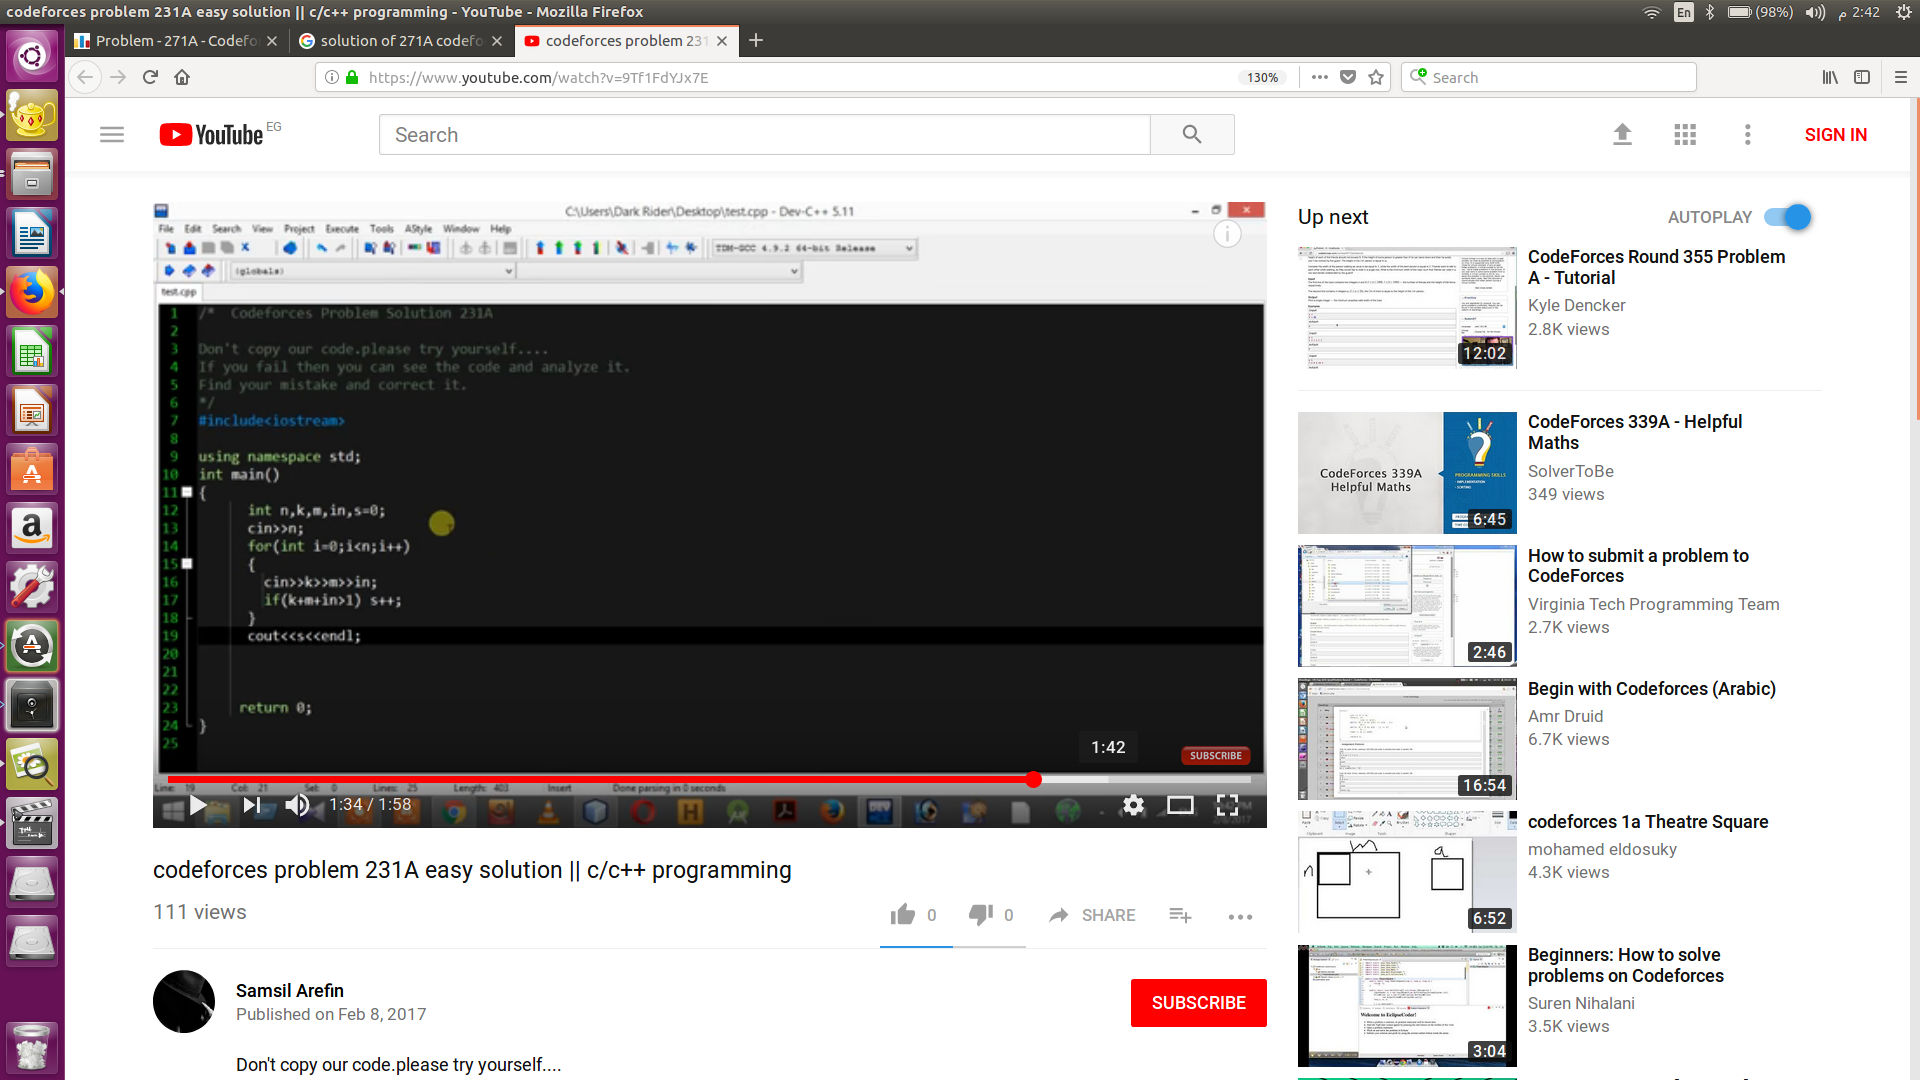 codeforces problem 231A easy solution || c/c++ programming - YouTube - Mozilla Firefox
En (98%) م 2:42
Problem - 271A - Codefo
solution of 271A codefo
codeforces problem 231
https://www.youtube.com/watch?v=9Tf1FdYJx7E
130%
Search
YouTube EG
Search
SIGN IN
C:\Users\Dark Rider\Desktop\test.cpp - Dev-C++ 5.11
File Edit Search View Project Execute Tools AStyle Window Help
TDM-GCC 4.9.2 64-bit Release
(globals)
test.cpp
1 /* Codeforces Problem Solution 231A
2
3 Don't copy our code.please try yourself....
4 If you fail then you can see the code and analyze it.
5 Find your mistake and correct it.
6 */
7 #include<iostream>
8
9 using namespace std;
10 int main()
11 {
12 int n,k,m,in,s=0;
13 cin>>n;
14 for(int i=0;i<n;i++)
15 {
16 cin>>k>>m>>in;
17 if(k+m+in>1) s++;
18 }
19 cout<<s<<endl;
20
21
22
23 return 0;
24 }
25
1:42
SUBSCRIBE
Line: 19 Col: 21 Sel: 0 Lines: 25 Length: 403 Insert Done parsing in 0 seconds
1:34 / 1:58
codeforces problem 231A easy solution || c/c++ programming
111 views
0
0
SHARE
Samsil Arefin
Published on Feb 8, 2017
SUBSCRIBE
Don't copy our code.please try yourself....
Up next
AUTOPLAY
12:02
CodeForces Round 355 Problem
A - Tutorial
Kyle Dencker
2.8K views
CodeForces 339A
Helpful Maths
PROGRAMMING SKILLS
6:45
CodeForces 339A - Helpful
Maths
SolverToBe
349 views
2:46
How to submit a problem to
CodeForces
Virginia Tech Programming Team
2.7K views
16:54
Begin with Codeforces (Arabic)
Amr Druid
6.7K views
m
a
n
6:52
codeforces 1a Theatre Square
mohamed eldosuky
4.3K views
Welcome to EclipseCoder!
3:04
Beginners: How to solve
problems on Codeforces
Suren Nihalani
3.5K views